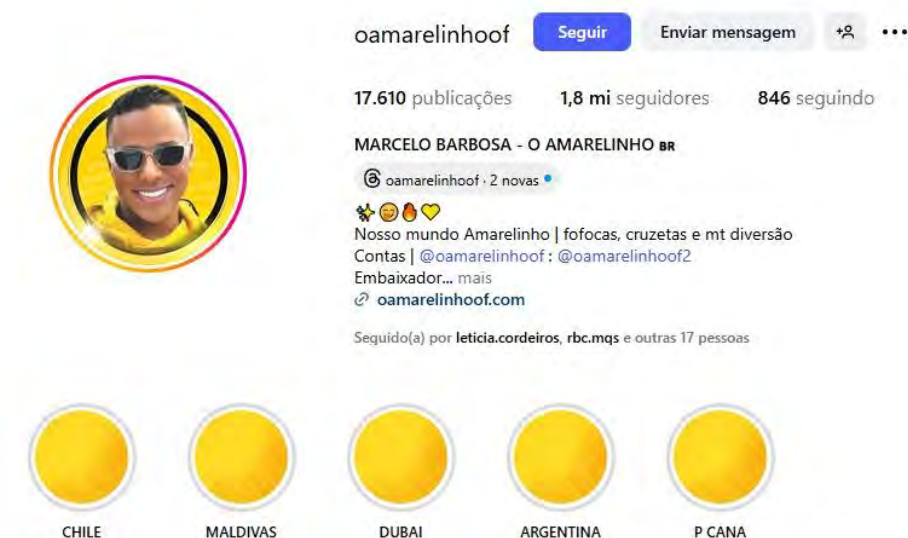 oamarelinhoof Seguir Enviar mensagem
17.610 publicações 1,8 mi seguidores 846 seguindo
MARCELO BARBOSA - O AMARELINHO BR
oamarelinhoof · 2 novas
✨😊🔥💛
Nosso mundo Amarelinho | fofocas, cruzetas e mt diversão
Contas | @oamarelinhoof : @oamarelinhoof2
Embaixador... mais
oamarelinhoof.com
Seguido(a) por leticia.cordeiros, rbc.mqs e outras 17 pessoas
CHILE MALDIVAS DUBAI ARGENTINA P CANA